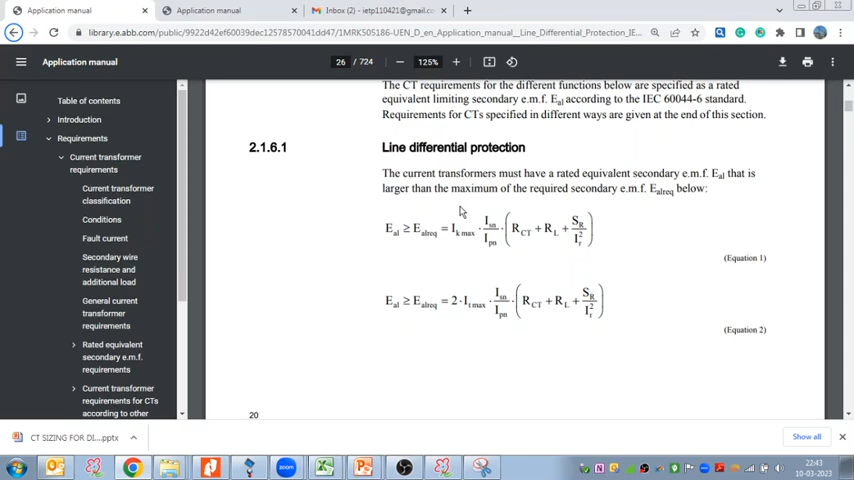 Application manual
Application manual
Inbox (2) - ietp110421@gmail.co
library.e.abb.com/public/9922d42ef60039dec12578570041dd47/1MRK505186-UEN_D_en_Application_manual__Line_Differential_Protection_IE...
Application manual
26 / 724
125%
Table of contents
Introduction
Requirements
Current transformer
requirements
Current transformer
classification
Conditions
Fault current
Secondary wire
resistance and
additional load
General current
transformer
requirements
Rated equivalent
secondary e.m.f.
requirements
Current transformer
requirements for CTs
according to other
The CT requirements for the different functions below are specified as a rated
equivalent limiting secondary e.m.f. Eal according to the IEC 60044-6 standard.
Requirements for CTs specified in different ways are given at the end of this section.
2.1.6.1 Line differential protection
The current transformers must have a rated equivalent secondary e.m.f. Eal that is
larger than the maximum of the required secondary e.m.f. Ealreq below:
Eal ≥ Ealreq = Ik max · Isn/Ipn · (RCT + RL + SR/Ir²)
(Equation 1)
Eal ≥ Ealreq = 2 · It max · Isn/Ipn · (RCT + RL + SR/Ir²)
(Equation 2)
20
CT SIZING FOR DI....pptx
Show all
zoom
22:43
10-03-2023